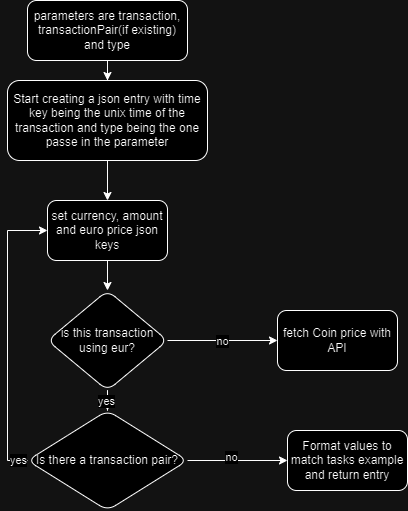 parameters are transaction,
transactionPair(if existing)
and type
Start creating a json entry with time
key being the unix time of the
transaction and type being the one
passe in the parameter
set currency, amount
and euro price json
keys
Is this transaction
using eur?
no
fetch Coin price with
API
yes
Is there a transaction pair?
yes
no
Format values to
match tasks example
and return entry